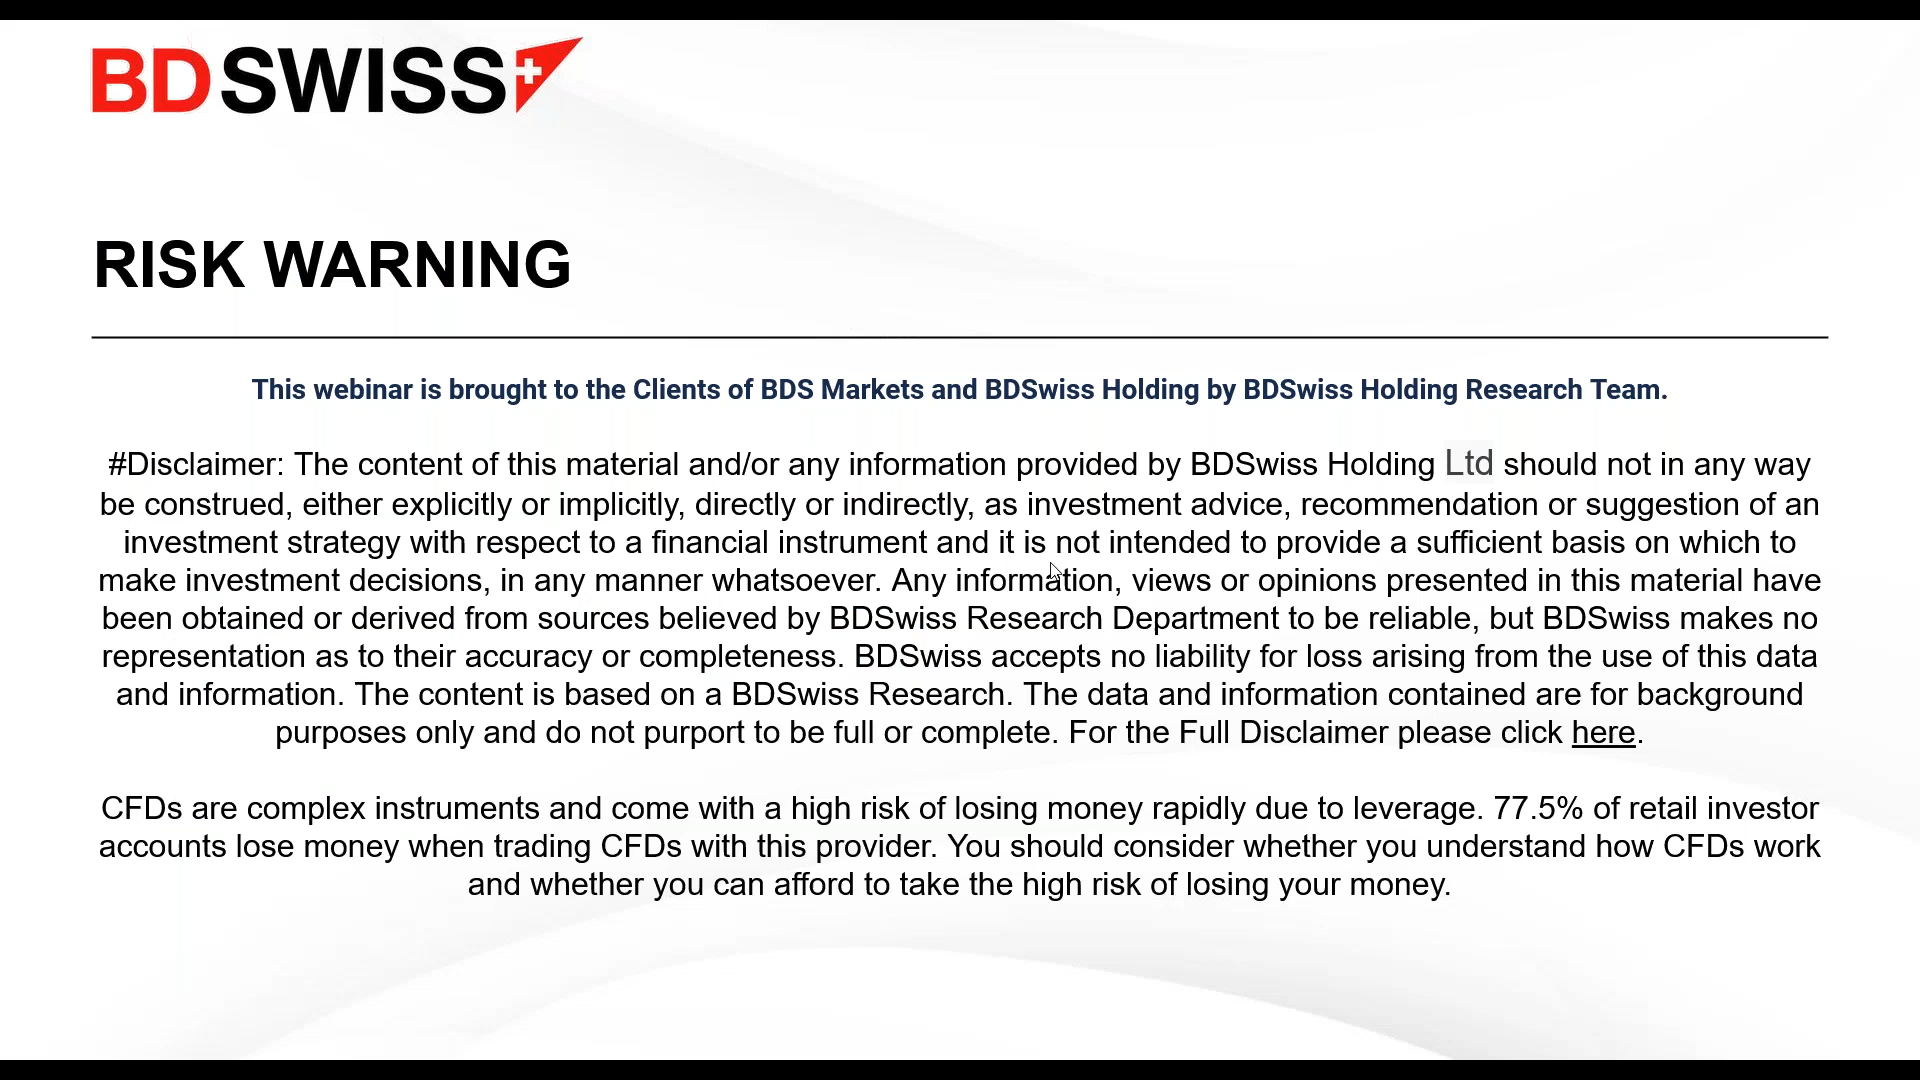 BDSWISS
RISK WARNING
This webinar is brought to the Clients of BDS Markets and BDSwiss Holding by BDSwiss Holding Research Team.
#Disclaimer: The content of this material and/or any information provided by BDSwiss Holding Ltd should not in any way
be construed, either explicitly or implicitly, directly or indirectly, as investment advice, recommendation or suggestion of an
investment strategy with respect to a financial instrument and it is not intended to provide a sufficient basis on which to
make investment decisions, in any manner whatsoever. Any information, views or opinions presented in this material have
been obtained or derived from sources believed by BDSwiss Research Department to be reliable, but BDSwiss makes no
representation as to their accuracy or completeness. BDSwiss accepts no liability for loss arising from the use of this data
and information. The content is based on a BDSwiss Research. The data and information contained are for background
purposes only and do not purport to be full or complete. For the Full Disclaimer please click here.
CFDs are complex instruments and come with a high risk of losing money rapidly due to leverage. 77.5% of retail investor
accounts lose money when trading CFDs with this provider. You should consider whether you understand how CFDs work
and whether you can afford to take the high risk of losing your money.